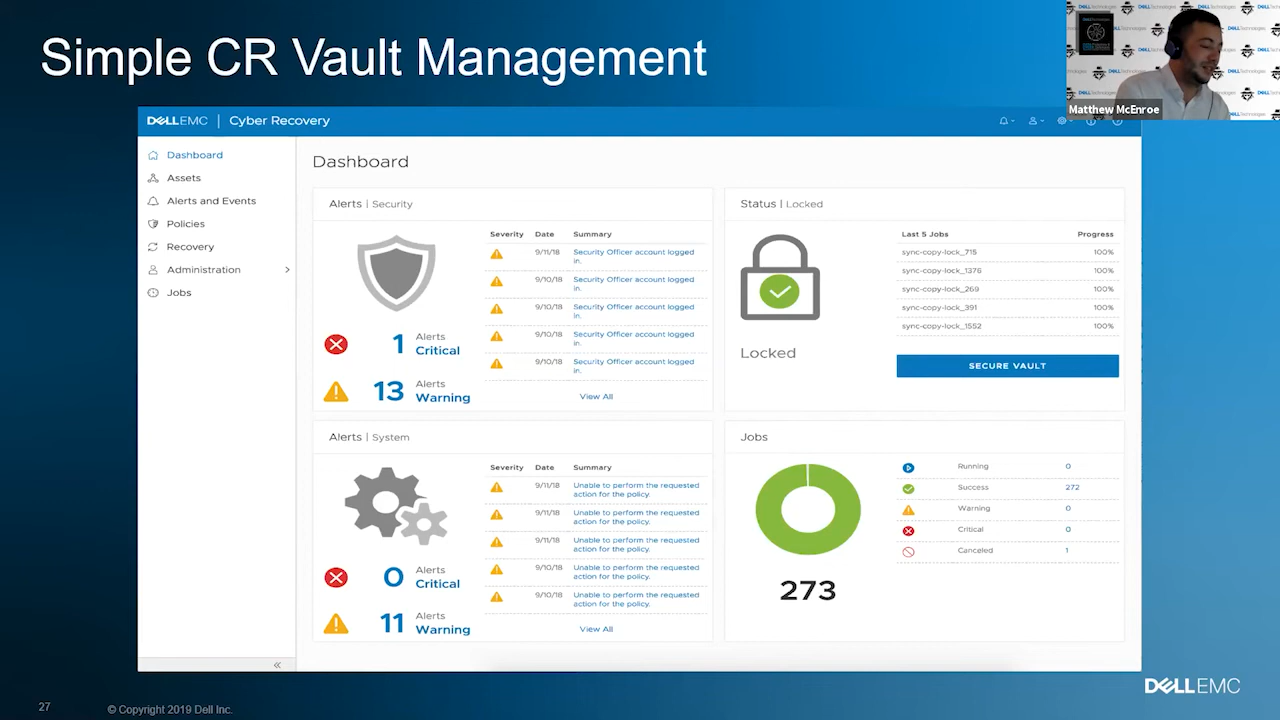 Simple CR Vault Management
Matthew McEnroe
DELLEMC | Cyber Recovery
Dashboard
Assets
Alerts and Events
Policies
Recovery
Administration
Jobs
Dashboard
Alerts | Security
Severity Date Summary
9/11/18 Security Officer account logged
in.
9/10/18 Security Officer account logged
in.
9/10/18 Security Officer account logged
in.
9/10/18 Security Officer account logged
in.
9/10/18 Security Officer account logged
in.
View All
1 Alerts
Critical
13 Alerts
Warning
Status | Locked
Locked
Last 5 Jobs Progress
sync-copy-lock_715 100%
sync-copy-lock_1376 100%
sync-copy-lock_269 100%
sync-copy-lock_391 100%
sync-copy-lock_1552 100%
SECURE VAULT
Alerts | System
Severity Date Summary
9/11/18 Unable to perform the requested
action for the policy.
9/11/18 Unable to perform the requested
action for the policy.
9/11/18 Unable to perform the requested
action for the policy.
9/10/18 Unable to perform the requested
action for the policy.
9/10/18 Unable to perform the requested
action for the policy.
View All
0 Alerts
Critical
11 Alerts
Warning
Jobs
273
Running 0
Success 272
Warning 0
Critical 0
Canceled 1
27
© Copyright 2019 Dell Inc.
DELLEMC